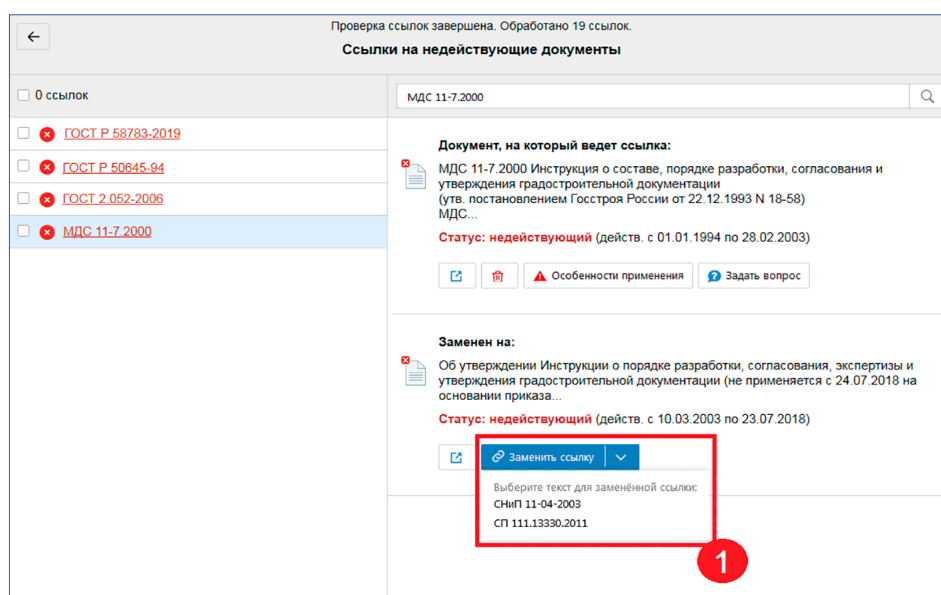 Проверка ссылок завершена. Обработано 19 ссылок.
Ссылки на недействующие документы
0 ссылок
ГОСТ Р 58783-2019
ГОСТ Р 50645-94
ГОСТ 2.052-2006
МДС 11-7.2000
МДС 11-7.2000
Документ, на который ведет ссылка:
МДС 11-7.2000 Инструкция о составе, порядке разработки, согласования и
утверждения градостроительной документации
(утв. постановлением Госстроя России от 22.12.1993 N 18-58)
МДС...
Статус: недействующий (действ. с 01.01.1994 по 28.02.2003)
Особенности применения
Задать вопрос
Заменен на:
Об утверждении Инструкции о порядке разработки, согласования, экспертизы и
утверждения градостроительной документации (не применяется с 24.07.2018 на
основании приказа...
Статус: недействующий (действ. с 10.03.2003 по 23.07.2018)
Заменить ссылку
Выберите текст для заменённой ссылки:
СНиП 11-04-2003
СП 111.13330.2011
1